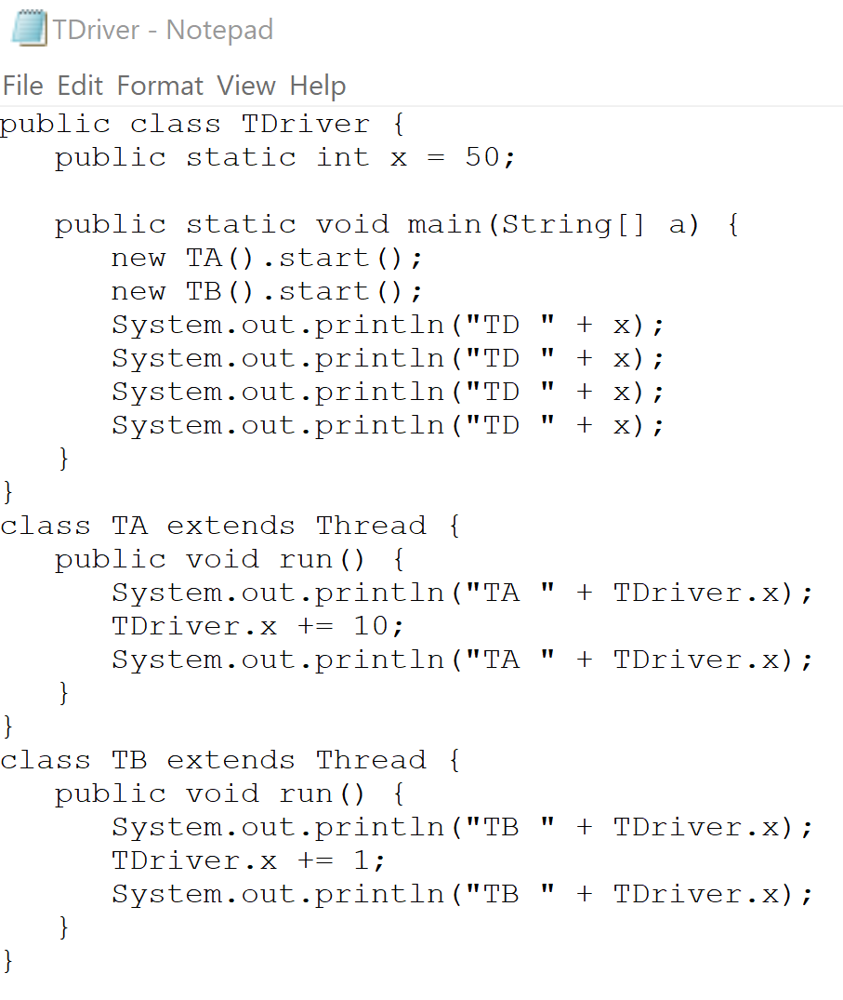 TDriver - Notepad
File Edit Format View Help
public class TDriver {
   public static int x = 50;

   public static void main(String[] a) {
      new TA().start();
      new TB().start();
      System.out.println("TD " + x);
      System.out.println("TD " + x);
      System.out.println("TD " + x);
      System.out.println("TD " + x);
   }
}
class TA extends Thread {
   public void run() {
      System.out.println("TA " + TDriver.x);
      TDriver.x += 10;
      System.out.println("TA " + TDriver.x);
   }
}
class TB extends Thread {
   public void run() {
      System.out.println("TB " + TDriver.x);
      TDriver.x += 1;
      System.out.println("TB " + TDriver.x);
   }
}